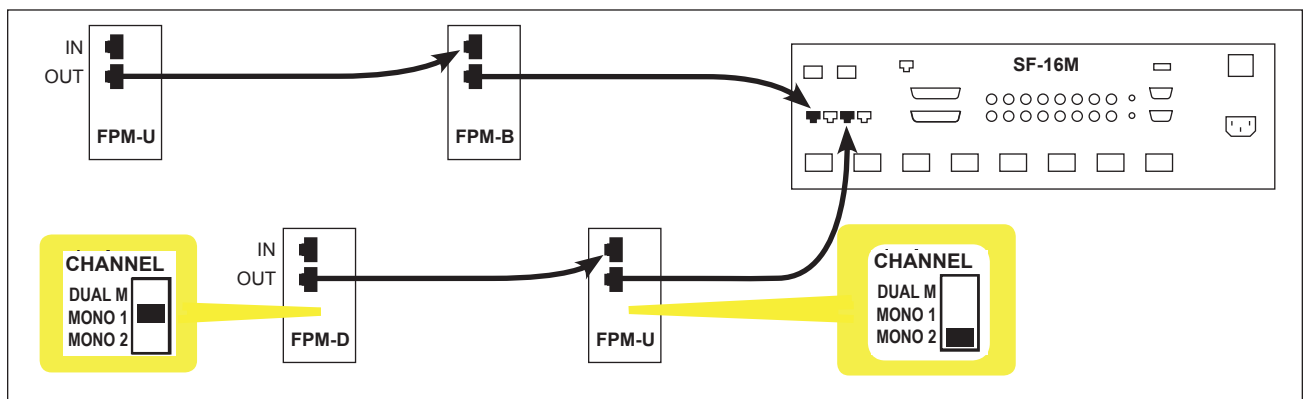 IN
OUT
FPM-U
FPM-B
SF-16M
CHANNEL
DUAL M
MONO 1
MONO 2
IN
OUT
FPM-D
FPM-U
CHANNEL
DUAL M
MONO 1
MONO 2